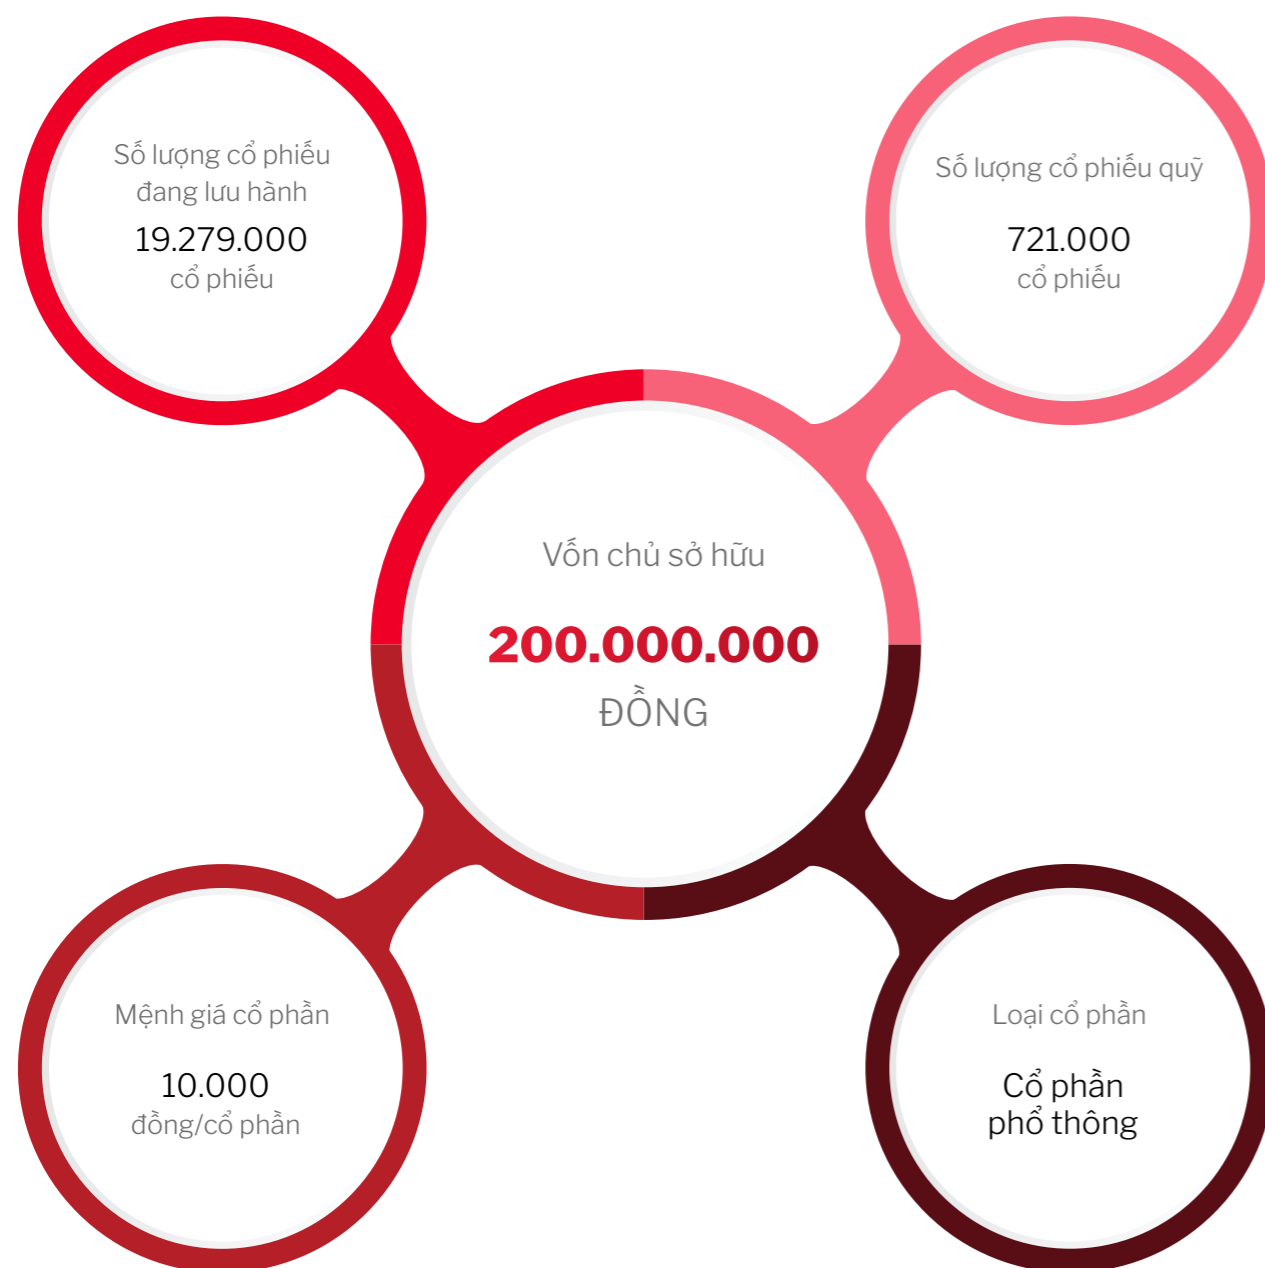 Số lượng cổ phiếu
đang lưu hành
19.279.000
cổ phiếu
Số lượng cổ phiếu quỹ
721.000
cổ phiếu
Vốn chủ sở hữu
200.000.000
ĐỒNG
Mệnh giá cổ phần
10.000
đồng/cổ phần
Loại cổ phần
Cổ phần
phổ thông